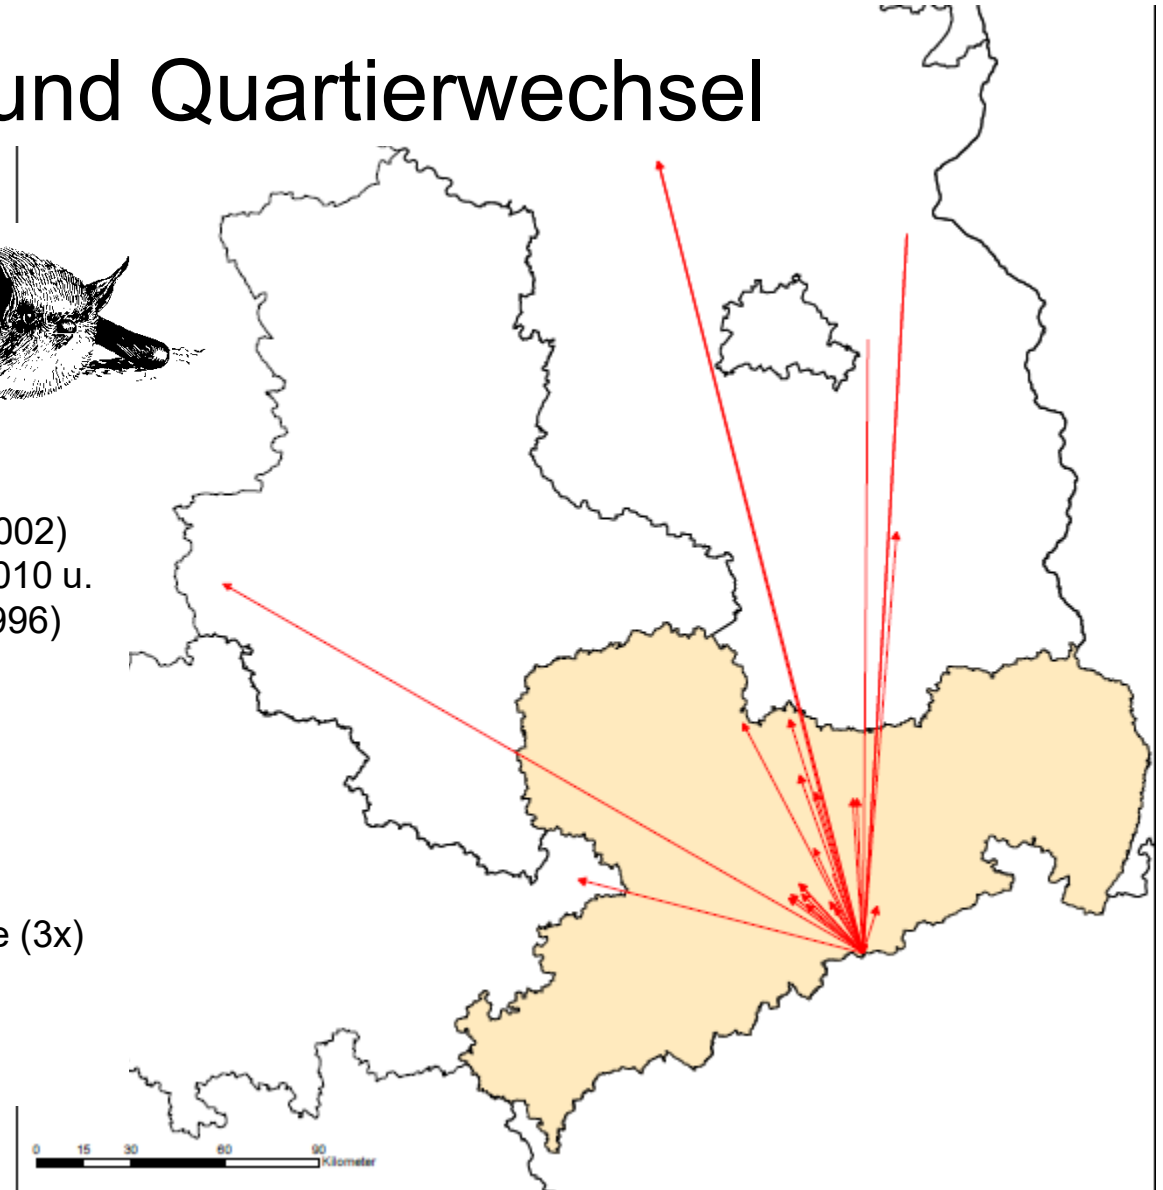 und Quartierwechsel
002)
010 u.
996)
e (3x)
0 15 30 60 90
Kilometer